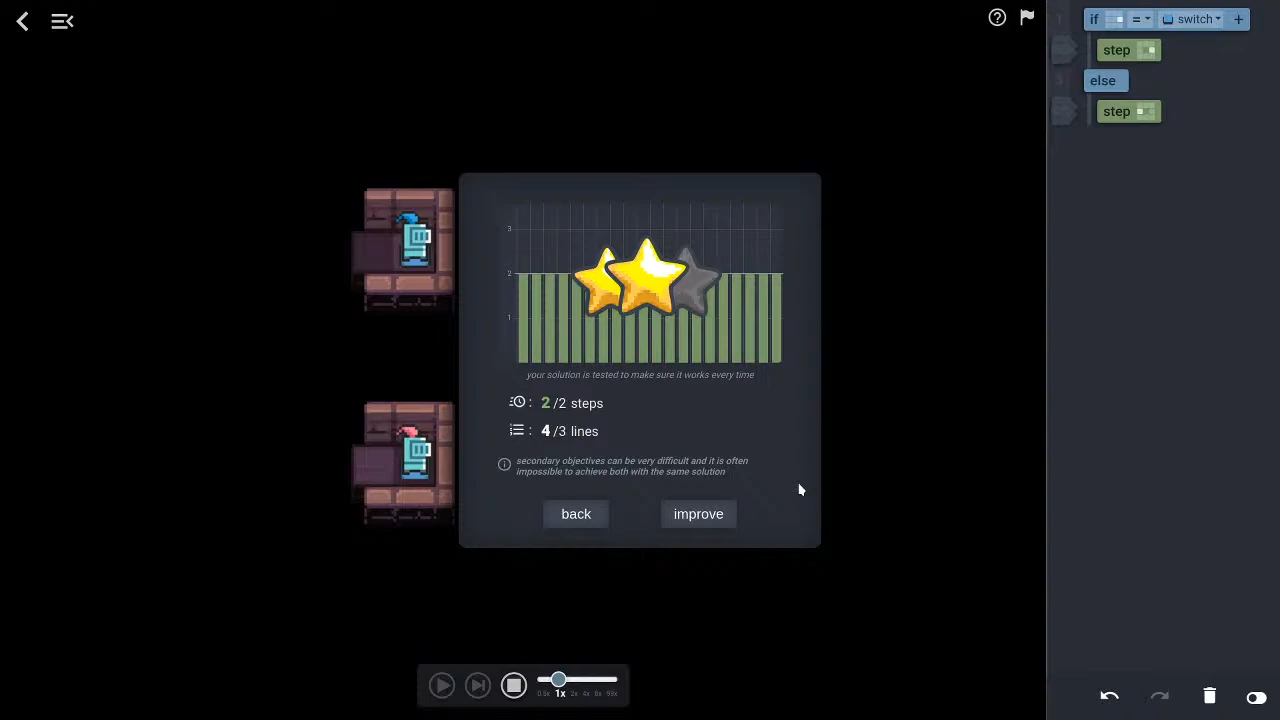 1 if = switch +
step
3 else
step
3
2
1
your solution is tested to make sure it works every time
: 2 /2 steps
: 4 /3 lines
secondary objectives can be very difficult and it is often
impossible to achieve both with the same solution
back improve
0.5x 1x 2x 4x 8x 99x